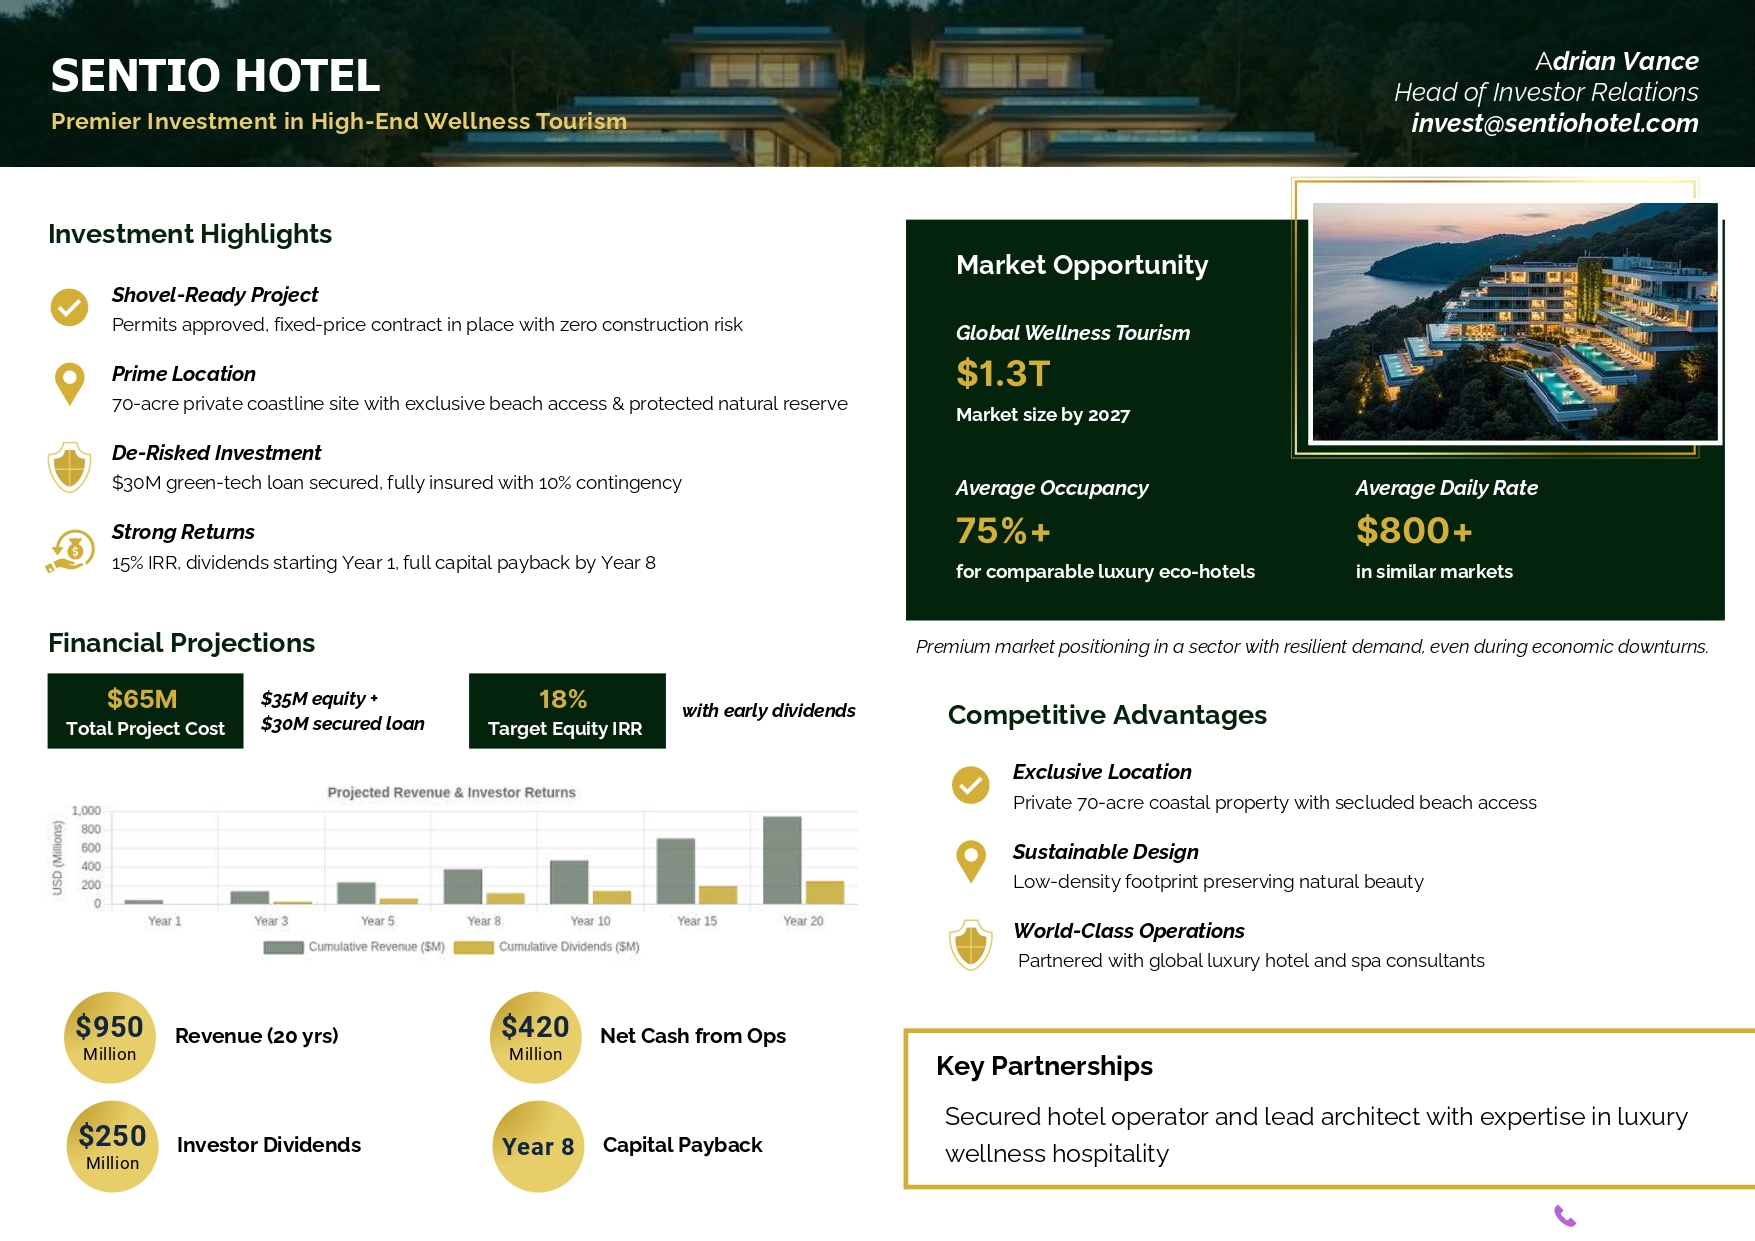 SENTIO HOTEL
Premier Investment in High-End Wellness Tourism
Adrian Vance
Head of Investor Relations
invest@sentiohotel.com
Investment Highlights
Shovel-Ready Project
Permits approved, fixed-price contract in place with zero construction risk
Prime Location
70-acre private coastline site with exclusive beach access & protected natural reserve
De-Risked Investment
$30M green-tech loan secured, fully insured with 10% contingency
Strong Returns
15% IRR, dividends starting Year 1, full capital payback by Year 8
Financial Projections
$65M
Total Project Cost
$35M equity +
$30M secured loan
18%
Target Equity IRR
with early dividends
Projected Revenue & Investor Returns
USD (Millions)
1,000
800
600
400
200
0
Year 1 Year 3 Year 5 Year 8 Year 10 Year 15 Year 20
Cumulative Revenue ($M) Cumulative Dividends ($M)
$950
Million
Revenue (20 yrs)
$420
Million
Net Cash from Ops
$250
Million
Investor Dividends
Year 8
Capital Payback
Market Opportunity
Global Wellness Tourism
$1.3T
Market size by 2027
Average Occupancy
75%+
for comparable luxury eco-hotels
Average Daily Rate
$800+
in similar markets
Premium market positioning in a sector with resilient demand, even during economic downturns.
Competitive Advantages
Exclusive Location
Private 70-acre coastal property with secluded beach access
Sustainable Design
Low-density footprint preserving natural beauty
World-Class Operations
Partnered with global luxury hotel and spa consultants
Key Partnerships
Secured hotel operator and lead architect with expertise in luxury
wellness hospitality